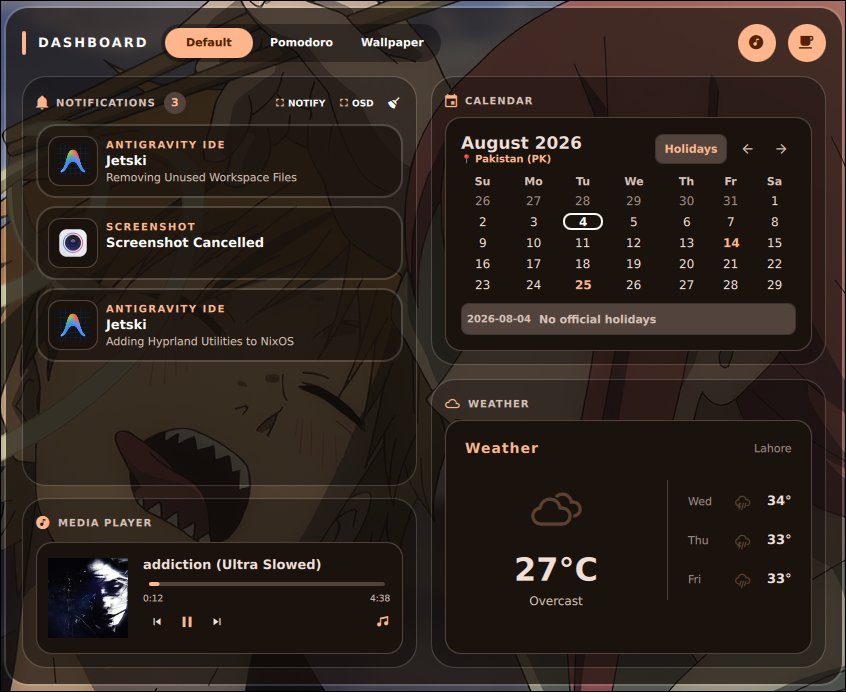 DASHBOARD Default Pomodoro Wallpaper
NOTIFICATIONS 3 NOTIFY OSD
ANTIGRAVITY IDE
Jetski
Removing Unused Workspace Files
SCREENSHOT
Screenshot Cancelled
ANTIGRAVITY IDE
Jetski
Adding Hyprland Utilities to NixOS
MEDIA PLAYER
addiction (Ultra Slowed)
0:12 4:38
CALENDAR
August 2026
Pakistan (PK)
Holidays
Su Mo Tu We Th Fr Sa
26 27 28 29 30 31 1
2 3 4 5 6 7 8
9 10 11 12 13 14 15
16 17 18 19 20 21 22
23 24 25 26 27 28 29
2026-08-04 No official holidays
WEATHER
Weather Lahore
27°C
Overcast
Wed 34°
Thu 33°
Fri 33°